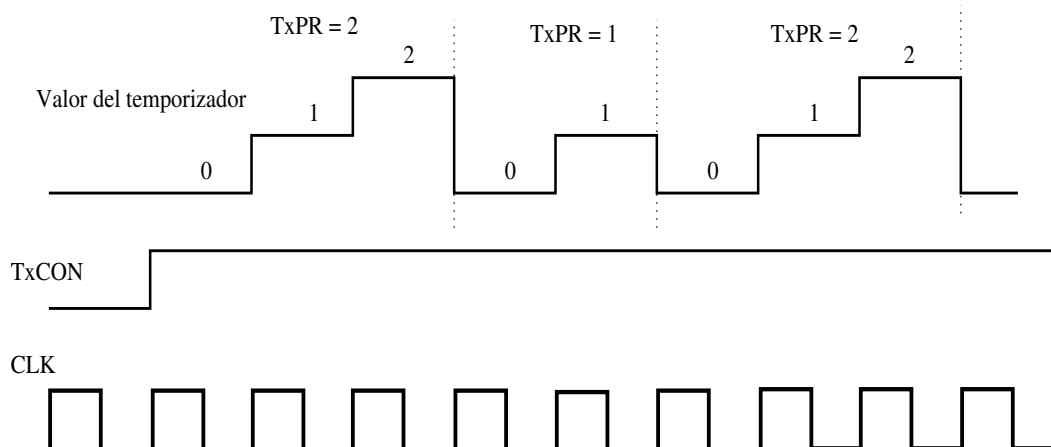 TxPR = 2
TxPR = 1
TxPR = 2
2
2
Valor del temporizador
1
1
1
0
0
0
TxCON
CLK